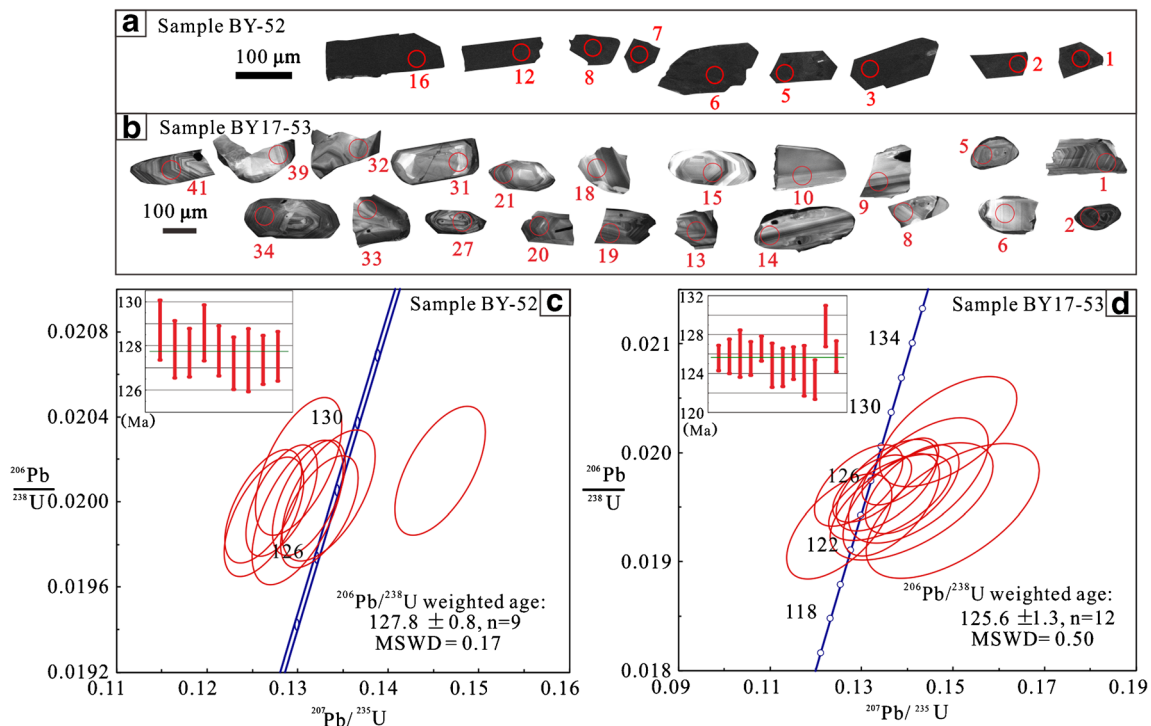 a Sample BY-52
100 μm
16 12 8 7 6 5 3 2 1
b Sample BY17-53
41 39 32 31 21 18 15 10 9 5 1
100 μm
34 33 27 20 19 13 14 8 6 2
Sample BY-52 c
130
128
126
(Ma)
0.0208
0.0204
0.0200
0.0196
0.0192
206Pb
238U
130
126
206Pb/238U weighted age:
127.8 ±0.8, n=9
MSWD = 0.17
0.11 0.12 0.13 0.14 0.15 0.16
207Pb/ 235U
Sample BY17-53 d
132
128
124
120
(Ma)
0.021
0.020
0.019
0.018
206Pb
238U
134
130
126
122
118
206Pb/238U weighted age:
125.6 ±1.3, n=12
MSWD = 0.50
0.09 0.11 0.13 0.15 0.17 0.19
207Pb/ 235U